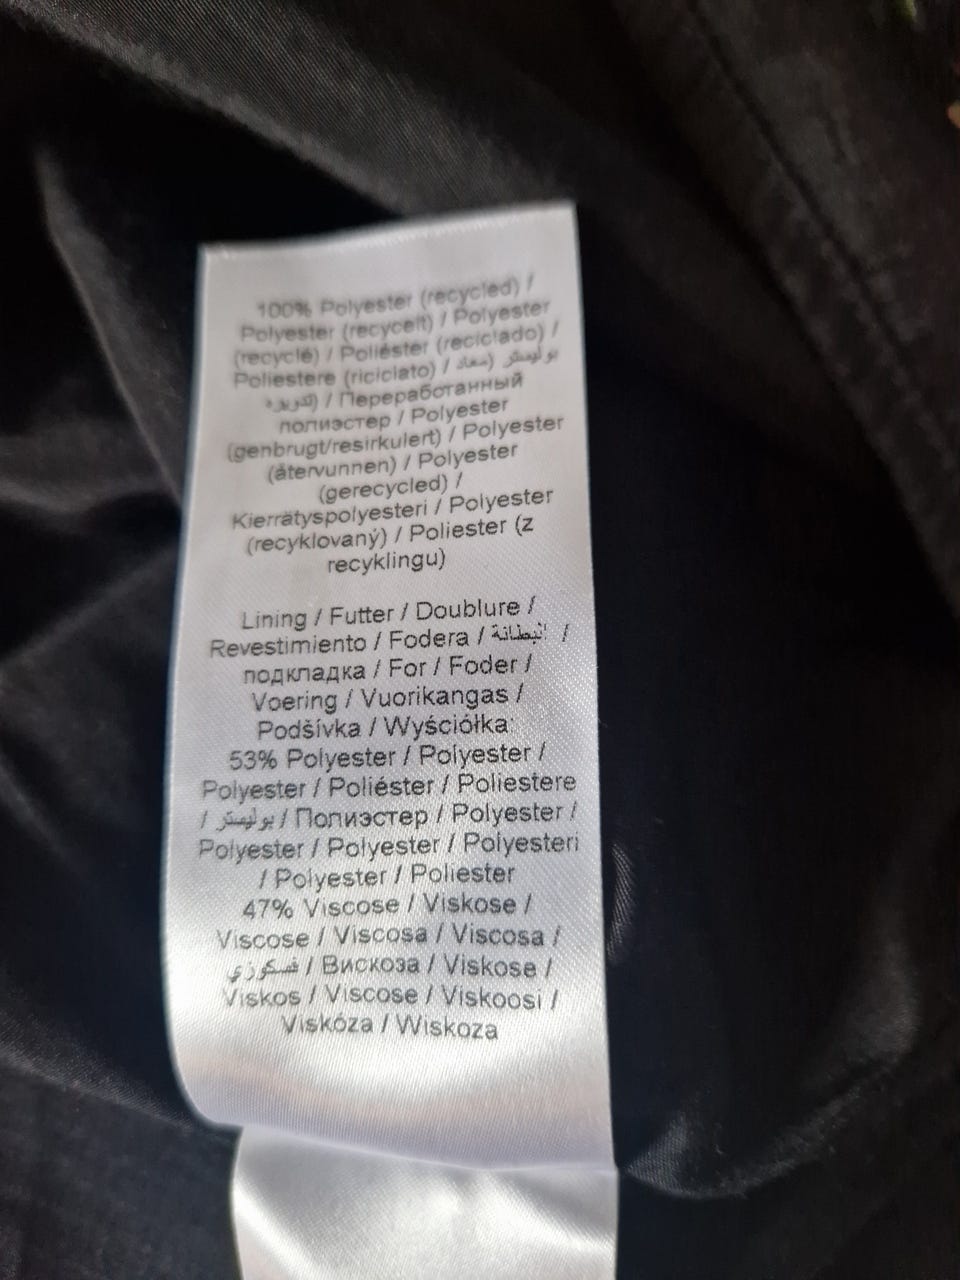 100% Polyester (recycled) /
Polyester (recycelt) / Polyester
(recyclé) / Poliéster (reciclado) /
Poliestere (riciclato) / بوليستر (معاد
تدويره) / Переработанный
полиэстер / Polyester
(genbrugt/resirkulert) / Polyester
(återvunnen) / Polyester
(gerecycled) /
Kierrätyspolyesteri / Polyester
(recyklovaný) / Poliester (z
recyklingu)
Lining / Futter / Doublure /
Revestimiento / Fodera / البطانة /
подкладка / For / Foder /
Voering / Vuorikangas /
Podšívka / Wyściółka:
53% Polyester / Polyester /
Polyester / Poliéster / Poliestere
/ بوليستر / Полиэстер / Polyester /
Polyester / Polyester / Polyesteri
/ Polyester / Poliester
47% Viscose / Viskose /
Viscose / Viscosa / Viscosa /
فسكوزي / Вискоза / Viskose /
Viskos / Viscose / Viskoosi /
Viskóza / Wiskoza